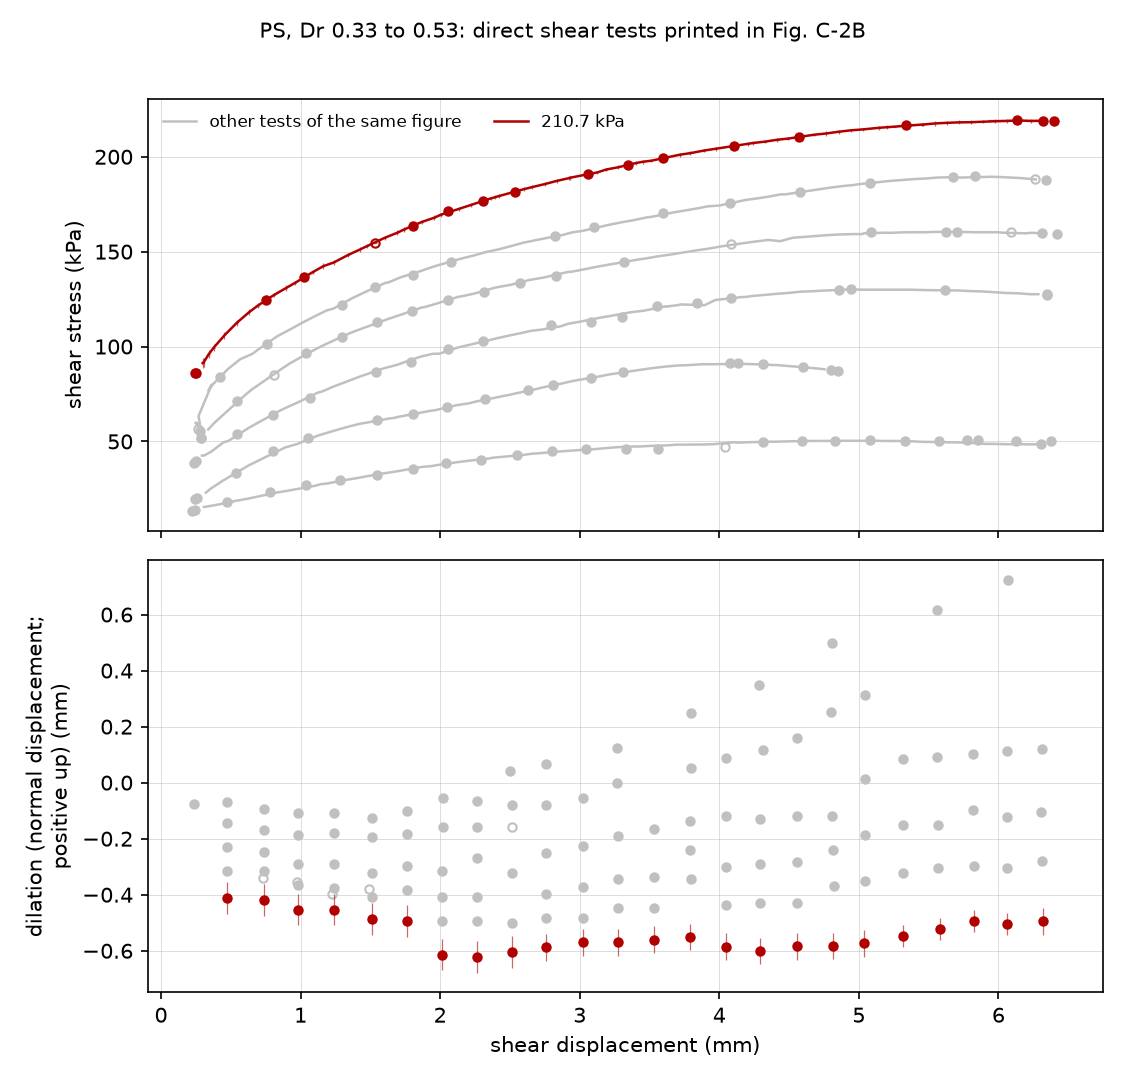 PS, Dr 0.33 to 0.53: direct shear tests printed in Fig. C-2B
other tests of the same figure
210.7 kPa
shear stress (kPa)
200
150
100
50
dilation (normal displacement;
positive up) (mm)
0.6
0.4
0.2
0.0
−0.2
−0.4
−0.6
0 1 2 3 4 5 6
shear displacement (mm)